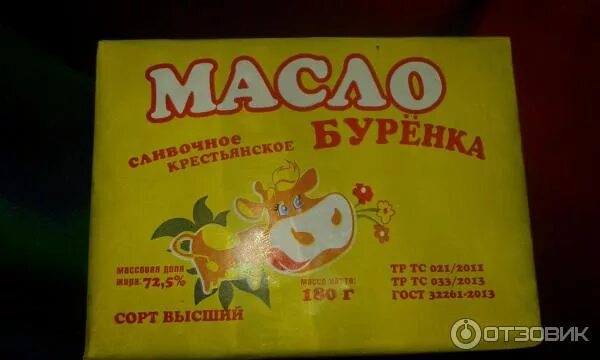 МАСЛО
БУРЁНКА
СЛИВОЧНОЕ
КРЕСТЬЯНСКОЕ
массовая доля
жира: 72,5%
масса нетто:
180 г
ТР ТС 021/2011
ТР ТС 033/2013
ГОСТ 32261-2013
СОРТ ВЫСШИЙ
ОТЗОВИК